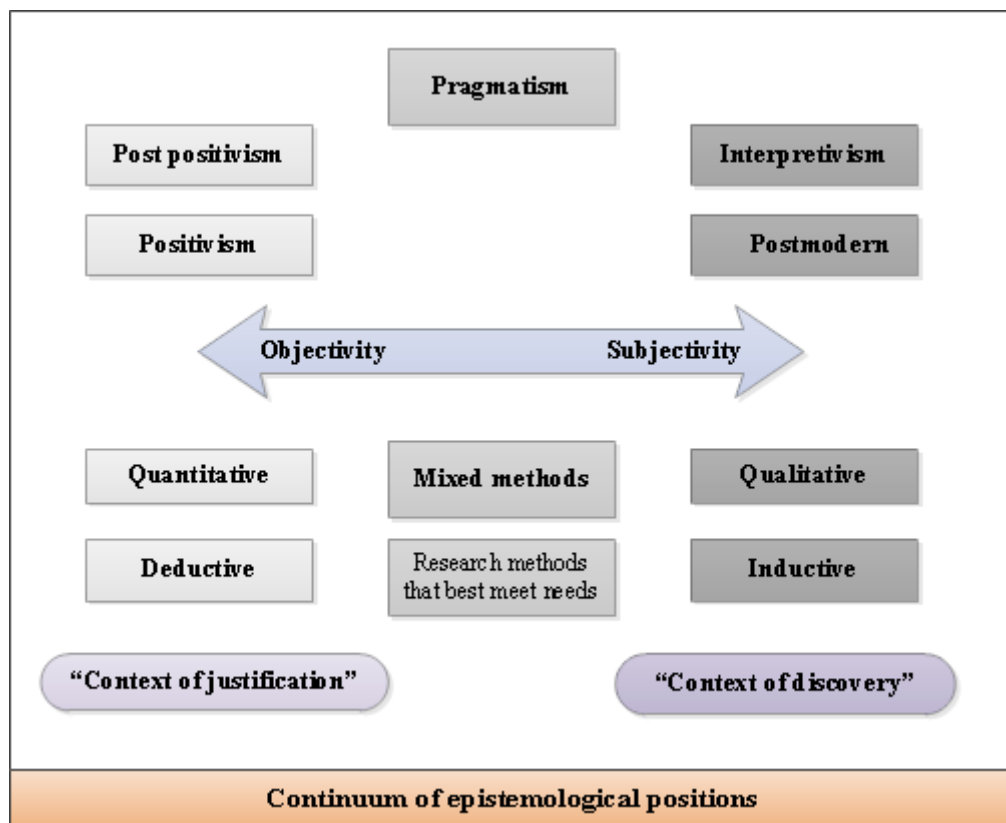 Pragmatism
Post positivism
Interpretivism
Positivism
Postmodern
Objectivity
Subjectivity
Quantitative
Mixed methods
Qualitative
Deductive
Research methods
that best meet needs
Inductive
“Context of justification”
“Context of discovery”
Continuum of epistemological positions